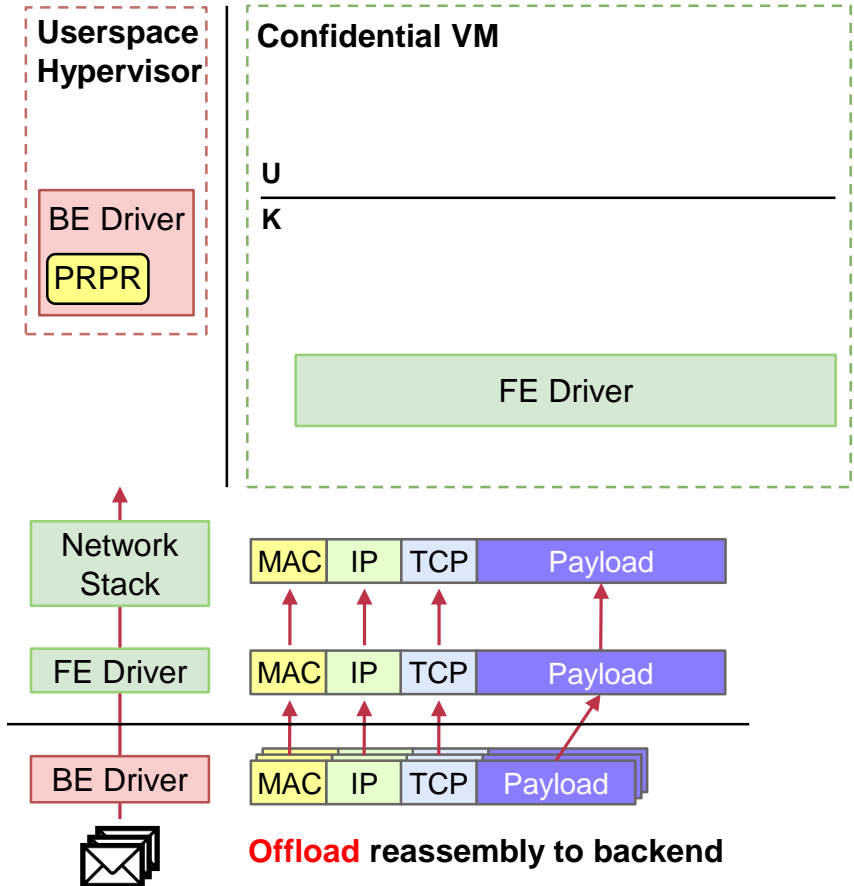 Userspace
Hypervisor
Confidential VM
U
K
BE Driver
PRPR
FE Driver
Network
Stack
MAC IP TCP Payload
FE Driver
MAC IP TCP Payload
BE Driver
MAC IP TCP Payload
Offload reassembly to backend